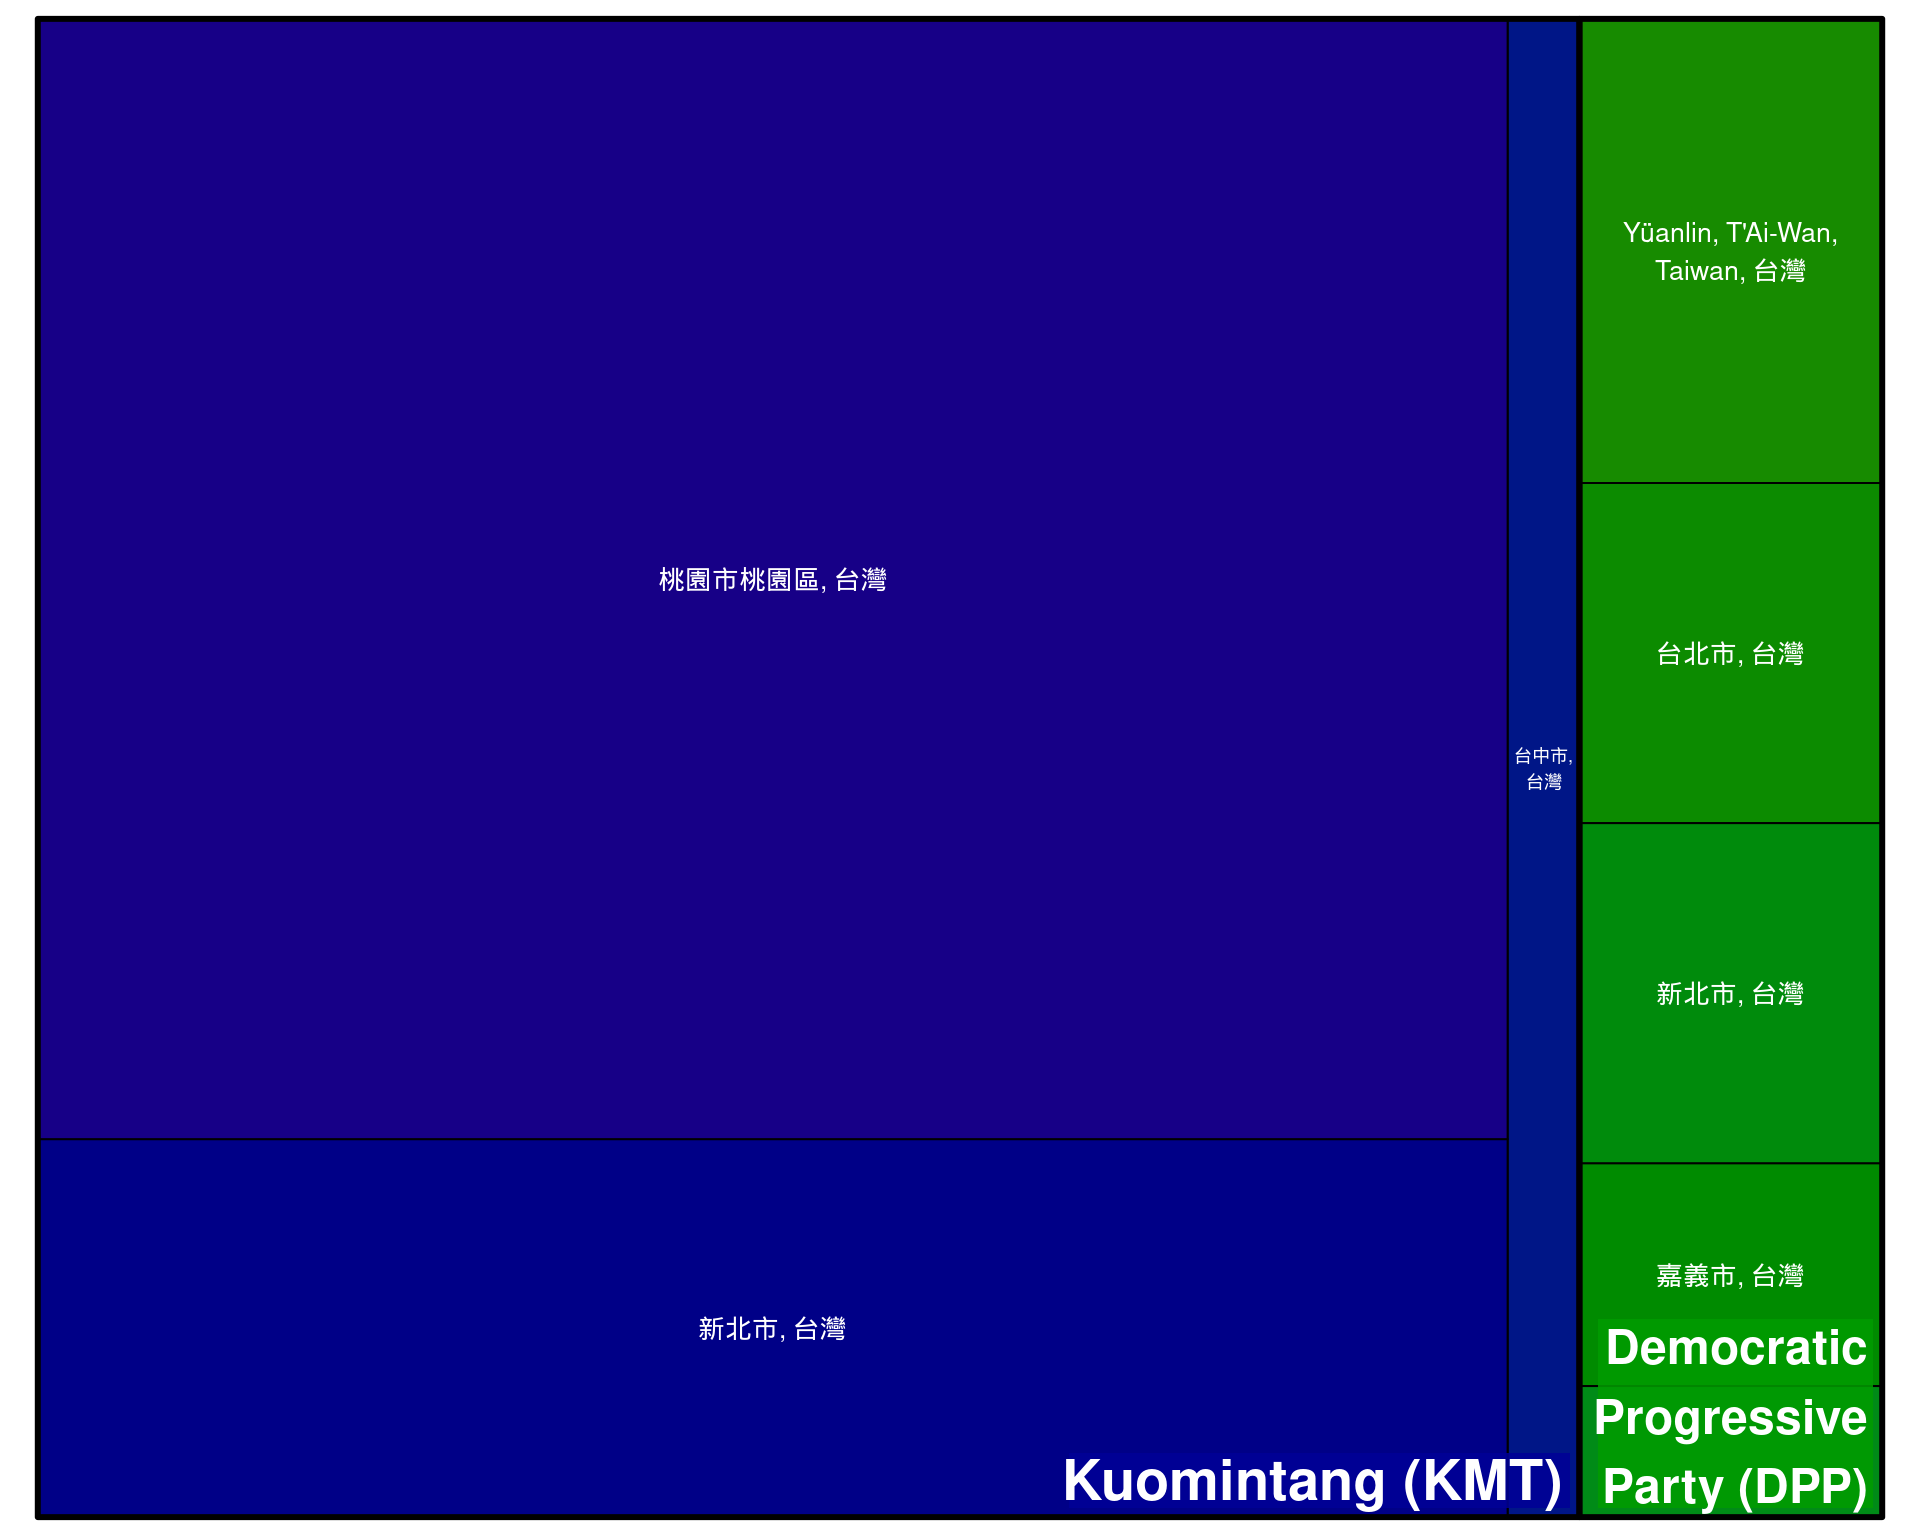 桃園市桃園區, 台灣
新北市, 台灣
Kuomintang (KMT)
台中市,
台灣
Yüanlin, T'Ai-Wan,
Taiwan, 台灣
台北市, 台灣
新北市, 台灣
嘉義市, 台灣
Democratic
Progressive
Party (DPP)